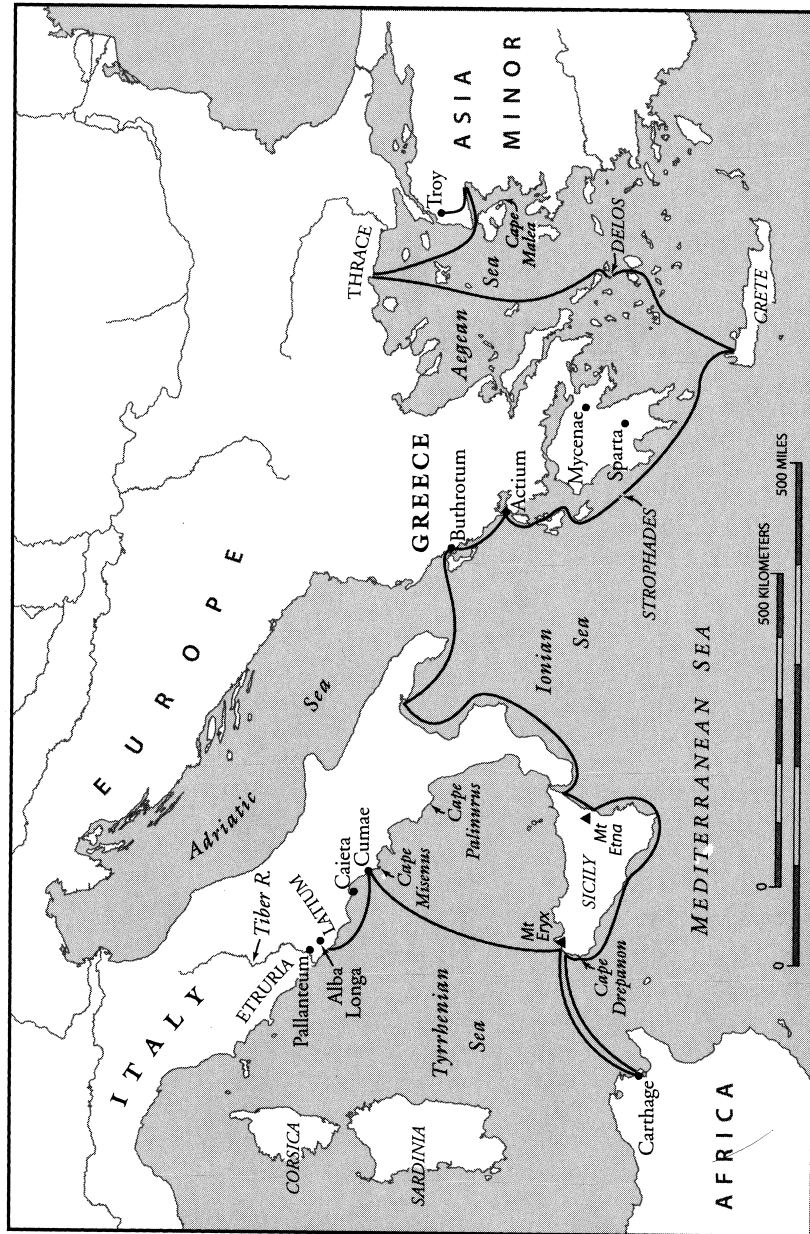 EUROPE
ITALY
Adriatic
Sea
Tiber R.
ETRURIA
LATIUM
Pallanteum
Alba
Longa
Caieta
Cumae
Cape
Misenus
Cape
Palinurus
CORSICA
SARDINIA
Tyrrhenian
Sea
Mt
Eryx
Cape
Drepanon
SICILY
Mt
Etna
Carthage
AFRICA
Ionian
Sea
MEDITERRANEAN SEA
GREECE
Buthrotum
Actium
Mycenae
Sparta
STROPHADES
THRACE
Aegean
Sea
Troy
ASIA
MINOR
Cape
Malea
DELOS
CRETE
0
500 KILOMETERS
0
500 MILES